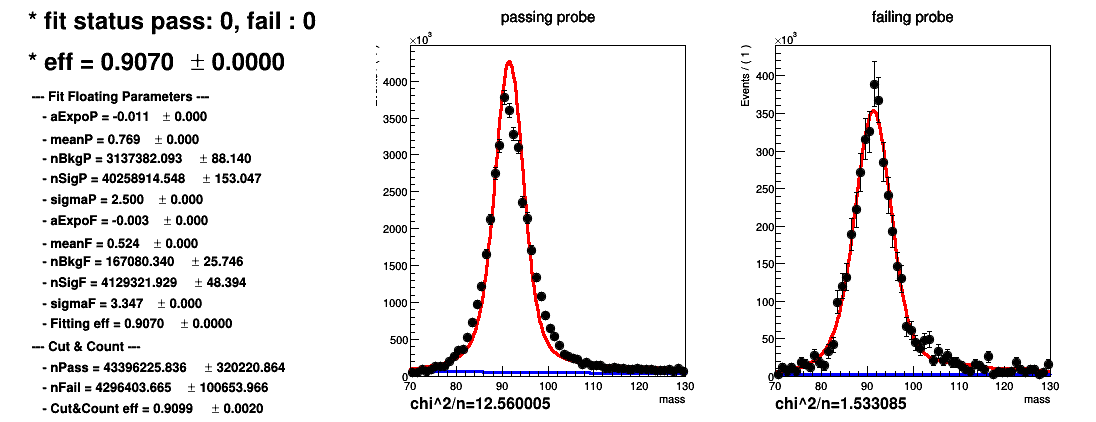 * fit status pass: 0, fail : 0
* eff = 0.9070 ± 0.0000
--- Fit Floating Parameters ---
- aExpoP = -0.011 ± 0.000
- meanP = 0.769 ± 0.000
- nBkgP = 3137382.093 ± 88.140
- nSigP = 40258914.548 ± 153.047
- sigmaP = 2.500 ± 0.000
- aExpoF = -0.003 ± 0.000
- meanF = 0.524 ± 0.000
- nBkgF = 167080.340 ± 25.746
- nSigF = 4129321.929 ± 48.394
- sigmaF = 3.347 ± 0.000
- Fitting eff = 0.9070 ± 0.0000
--- Cut & Count ---
- nPass = 43396225.836 ± 320220.864
- nFail = 4296403.665 ± 100653.966
- Cut&Count eff = 0.9099 ± 0.0020
passing probe
×10³
4000
3500
3000
2500
2000
1500
1000
500
0
70 80 90 100 110 120 130
mass
chi^2/n=12.560005
failing probe
×10³
Events / ( 1 )
400
350
300
250
200
150
100
50
0
70 80 90 100 110 120 130
mass
chi^2/n=1.533085